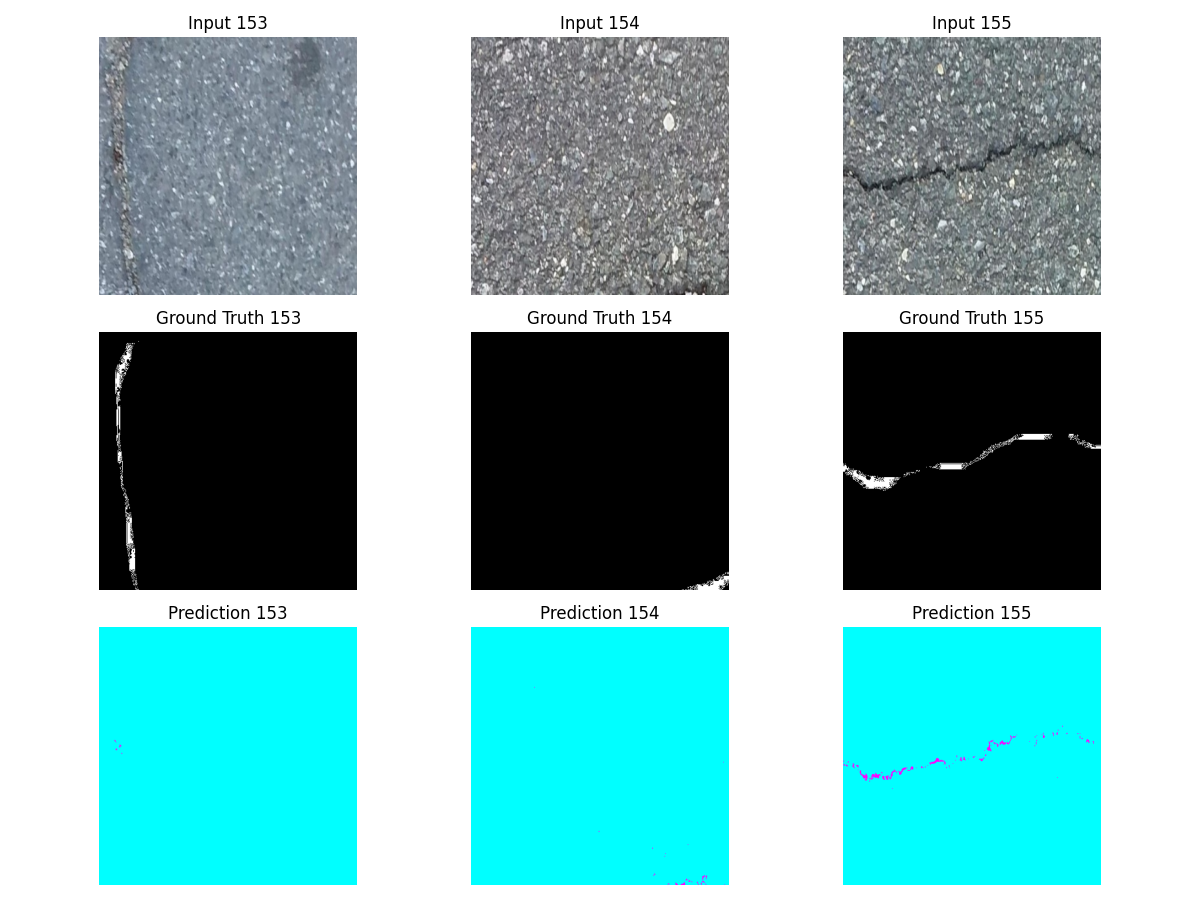 Input 153
Input 154
Input 155
Ground Truth 153
Ground Truth 154
Ground Truth 155
Prediction 153
Prediction 154
Prediction 155